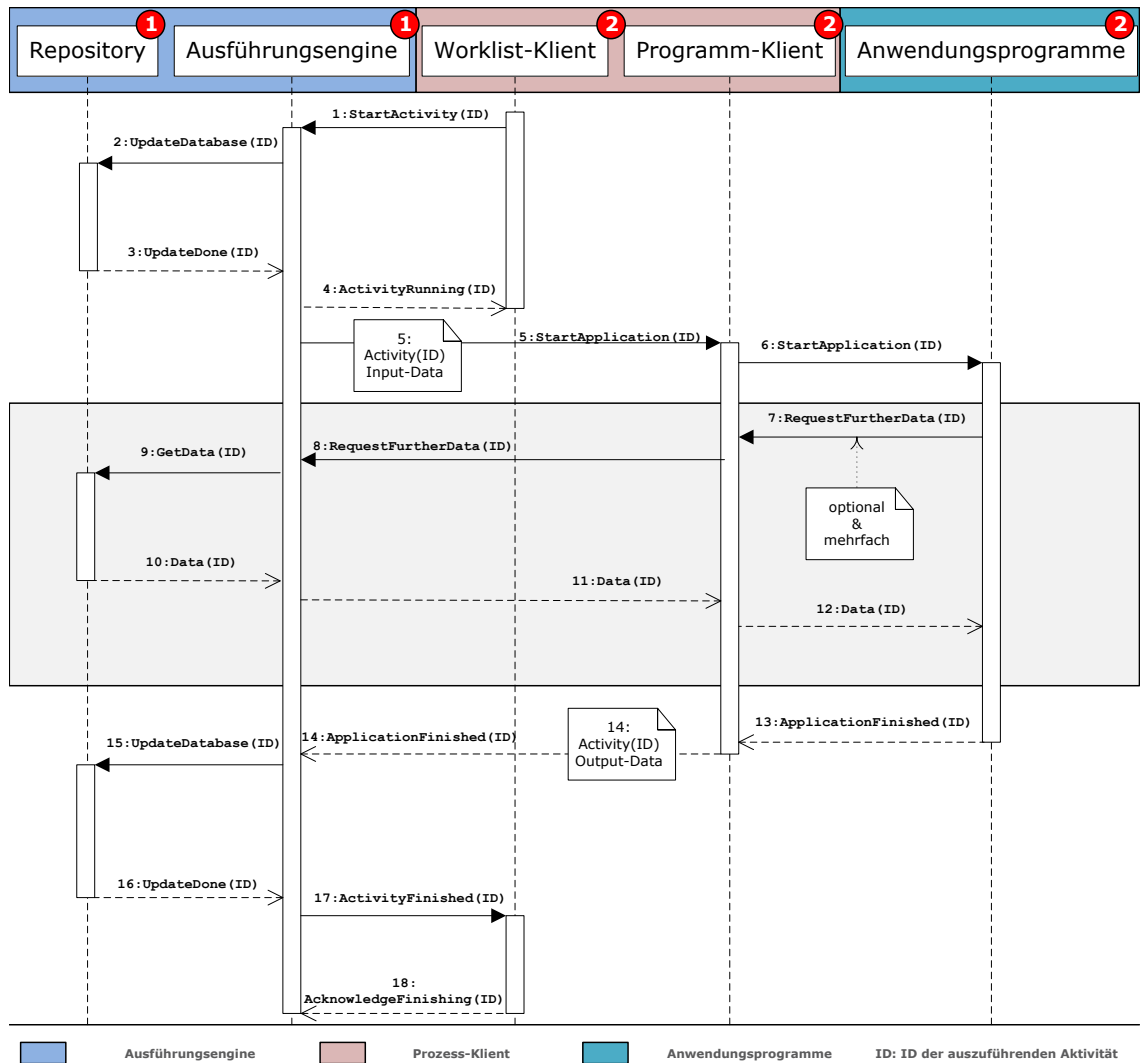 1
1
2
2
2
Repository
Ausführungsengine
Worklist-Klient
Programm-Klient
Anwendungsprogramme
1:StartActivity(ID)
2:UpdateDatabase(ID)
3:UpdateDone(ID)
4:ActivityRunning(ID)
5:
Activity(ID)
Input-Data
5:StartApplication(ID)
6:StartApplication(ID)
7:RequestFurtherData(ID)
8:RequestFurtherData(ID)
9:GetData(ID)
optional
&
mehrfach
10:Data(ID)
11:Data(ID)
12:Data(ID)
13:ApplicationFinished(ID)
14:
Activity(ID)
Output-Data
14:ApplicationFinished(ID)
15:UpdateDatabase(ID)
16:UpdateDone(ID)
17:ActivityFinished(ID)
18:
AcknowledgeFinishing(ID)
Ausführungsengine
Prozess-Klient
Anwendungsprogramme
ID: ID der auszuführenden Aktivität